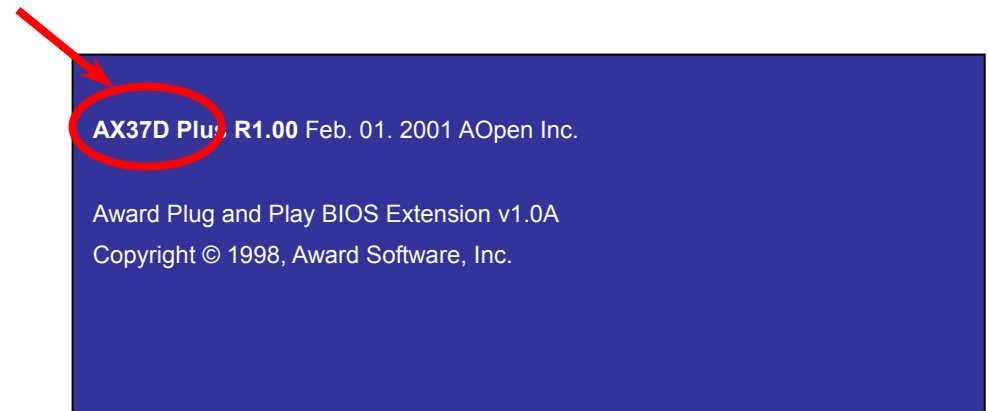 AX37D Plus R1.00 Feb. 01. 2001 AOpen Inc.
Award Plug and Play BIOS Extension v1.0A
Copyright © 1998, Award Software, Inc.